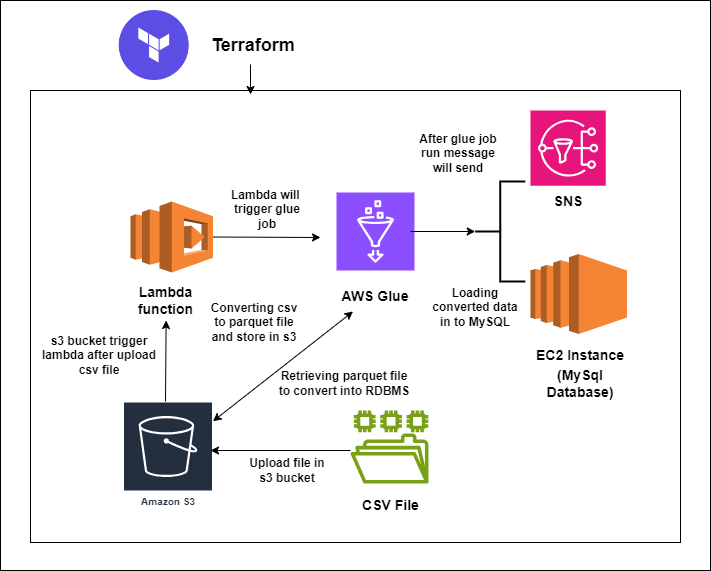 Terraform
After glue job
run message
will send
SNS
Lambda will
trigger glue
job
Lambda
function
AWS Glue
Loading
converted data
in to MySQL
EC2 Instance
(MySql
Database)
Converting csv
to parquet file
and store in s3
s3 bucket trigger
lambda after upload
csv file
Retrieving parquet file
to convert into RDBMS
Amazon S3
Upload file in
s3 bucket
CSV File